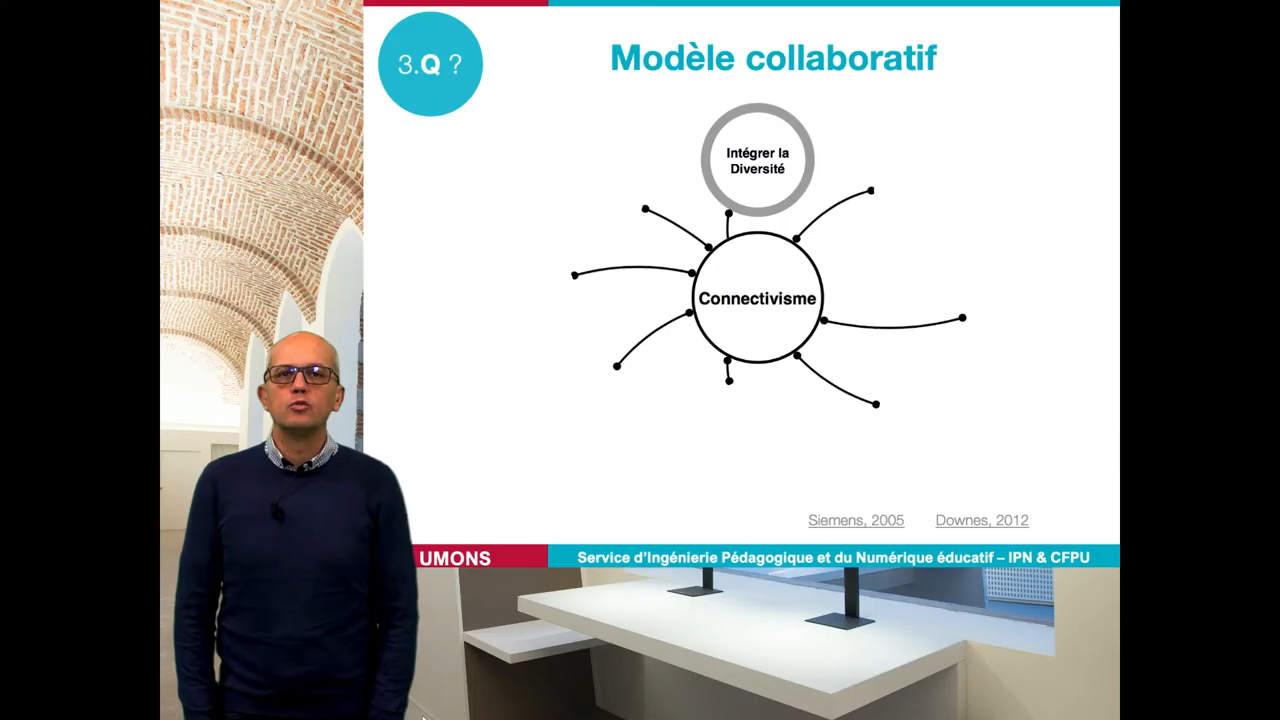 3.Q ?
Modèle collaboratif
Intégrer la
Diversité
Connectivisme
Siemens, 2005
Downes, 2012
UMONS
Service d'Ingénierie Pédagogique et du Numérique éducatif – IPN & CFPU